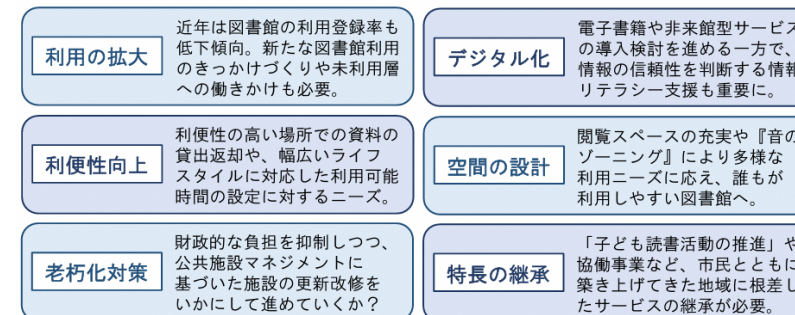 利用の拡大
近年は図書館の利用登録率も
低下傾向。新たな図書館利用
のきっかけづくりや未利用層
への働きかけも必要。
デジタル化
電子書籍や非来館型サービス
の導入検討を進める一方で、
情報の信頼性を判断する情報
リテラシー支援も重要に。
利便性向上
利便性の高い場所での資料の
貸出返却や、幅広いライフ
スタイルに対応した利用可能
時間の設定に対するニーズ。
空間の設計
閲覧スペースの充実や『音の
ゾーニング』により多様な
利用ニーズに応え、誰もが
利用しやすい図書館へ。
老朽化対策
財政的な負担を抑制しつつ、
公共施設マネジメントに
基づいた施設の更新改修を
いかにして進めていくか？
特長の継承
「子ども読書活動の推進」や
協働事業など、市民とともに
築き上げてきた地域に根差し
たサービスの継承が必要。